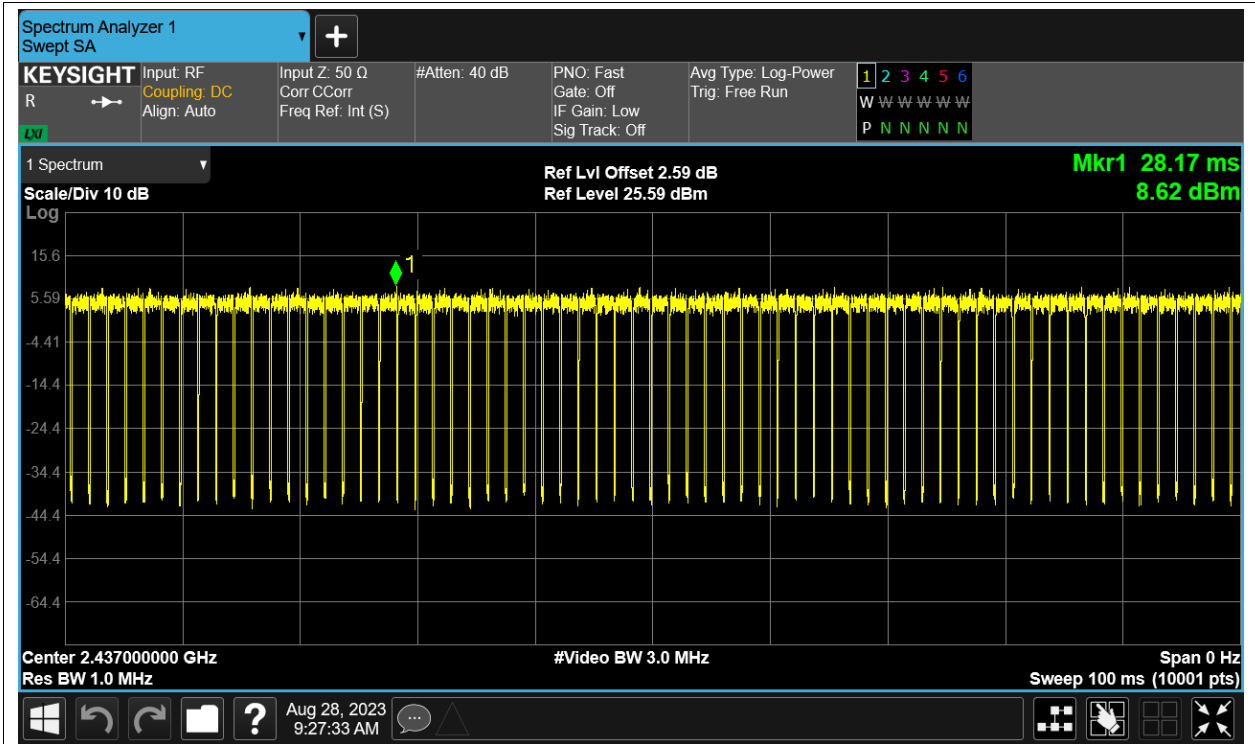 Spectrum Analyzer 1
Swept SA
+
KEYSIGHT Input: RF Input Z: 50 Ω #Atten: 40 dB PNO: Fast Avg Type: Log-Power 1 2 3 4 5 6
R Coupling: DC Corr CCorr Gate: Off Trig: Free Run W W W W W W
Align: Auto Freq Ref: Int (S) IF Gain: Low
LXI Sig Track: Off P N N N N N
1 Spectrum Ref Lvl Offset 2.59 dB Mkr1 28.17 ms
Scale/Div 10 dB Ref Level 25.59 dBm 8.62 dBm
Log
15.6
1
5.59
-4.41
-14.4
-24.4
-34.4
-44.4
-54.4
-64.4
Center 2.437000000 GHz #Video BW 3.0 MHz Span 0 Hz
Res BW 1.0 MHz Sweep 100 ms (10001 pts)
? Aug 28, 2023
9:27:33 AM